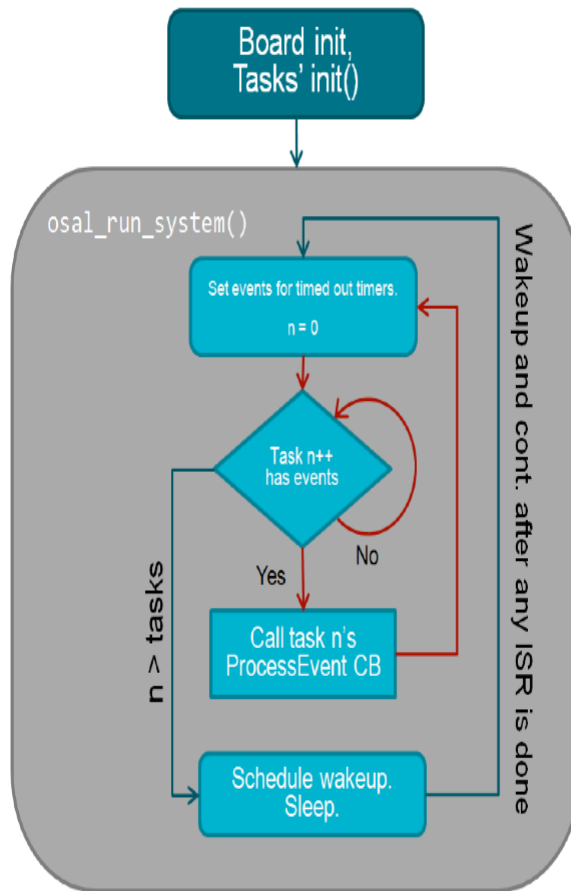 Board init,
Tasks' init()
osal_run_system()
Set events for timed out timers.
n = 0
Task n++
has events
No
Yes
Call task n's
ProcessEvent CB
n > tasks
Schedule wakeup.
Sleep.
Wakeup and cont. after any ISR is done